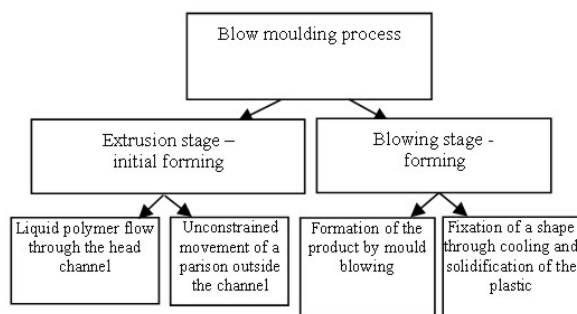 Blow moulding process
Extrusion stage –
initial forming
Blowing stage -
forming
Liquid polymer flow
through the head
channel
Unconstrained
movement of a
parison outside
the channel
Formation of the
product by mould
blowing
Fixation of a shape
through cooling and
solidification of the
plastic